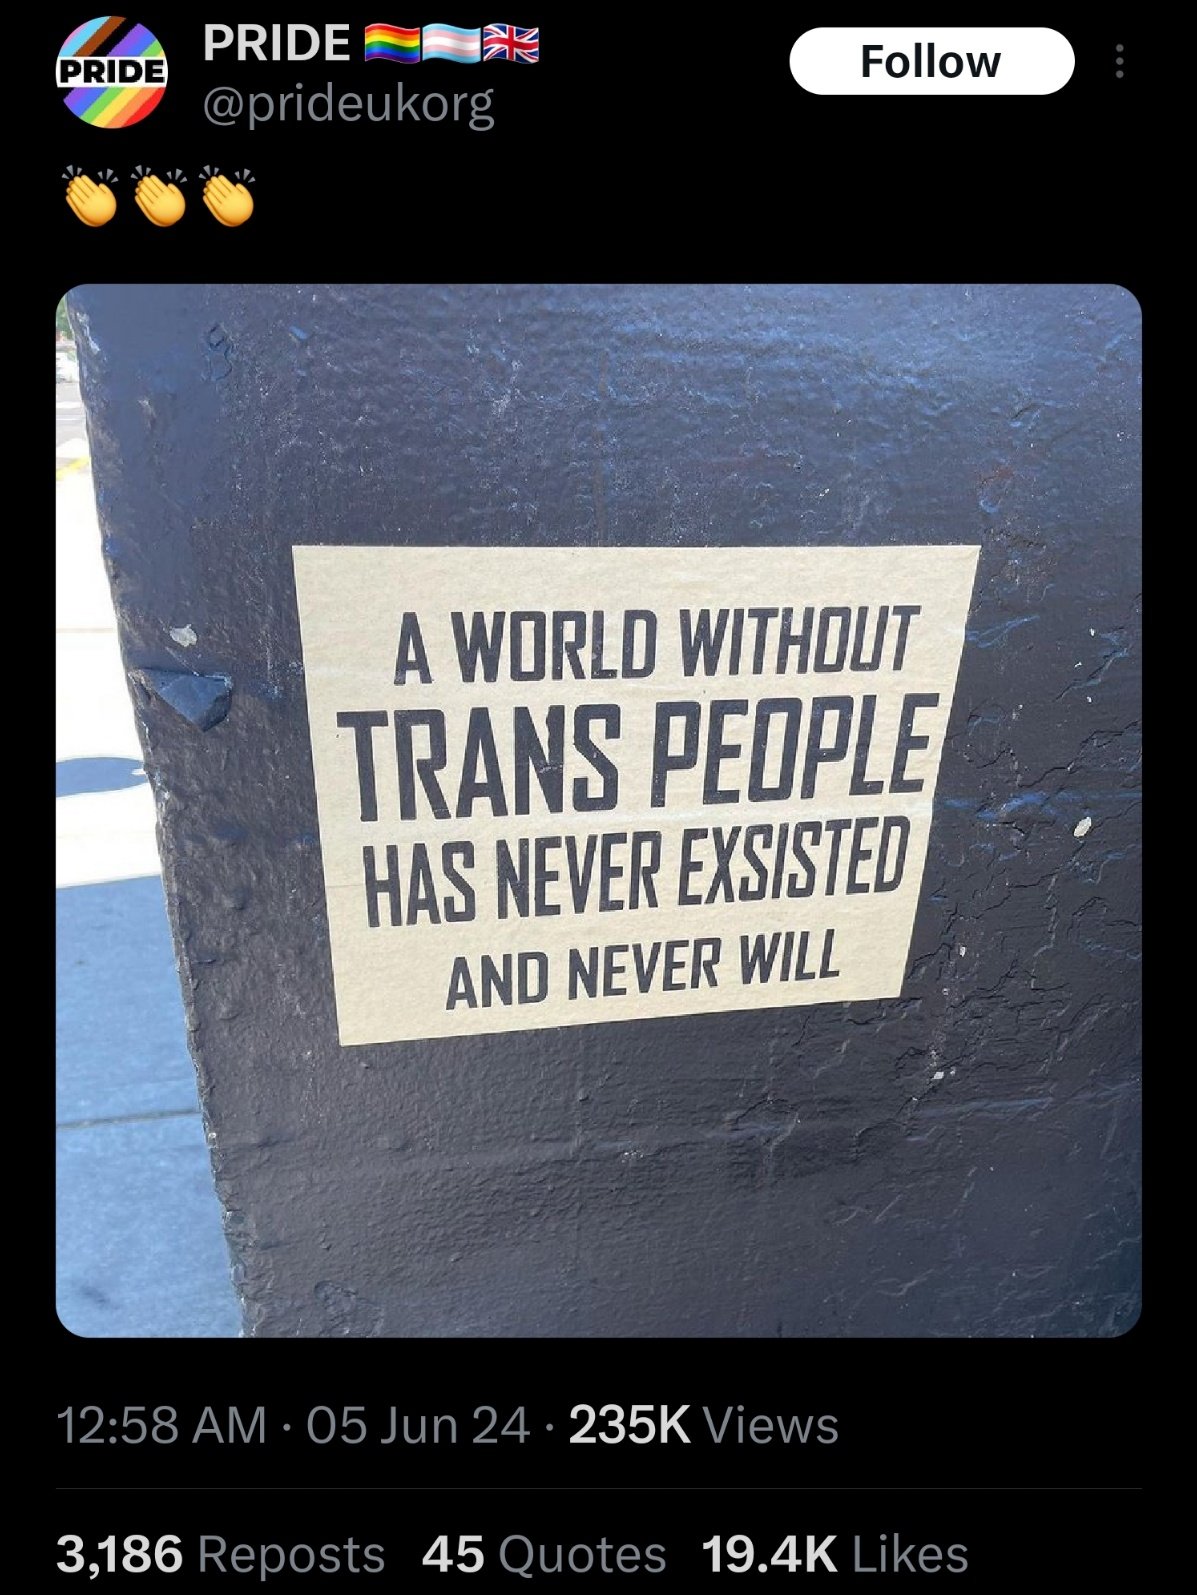 PRIDE 🏳️‍🌈🏳️‍⚧️🇬🇧
PRIDE
@prideukorg
Follow
👏👏👏
A WORLD WITHOUT
TRANS PEOPLE
HAS NEVER EXSISTED
AND NEVER WILL
12:58 AM · 05 Jun 24 · 235K Views
3,186 Reposts 45 Quotes 19.4K Likes